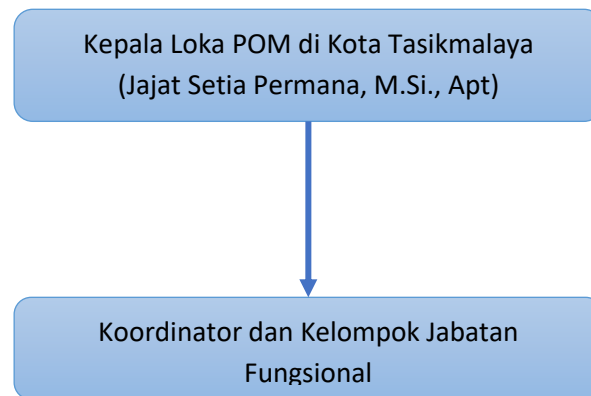 Kepala Loka POM di Kota Tasikmalaya
(Jajat Setia Permana, M.Si., Apt)
Koordinator dan Kelompok Jabatan
Fungsional